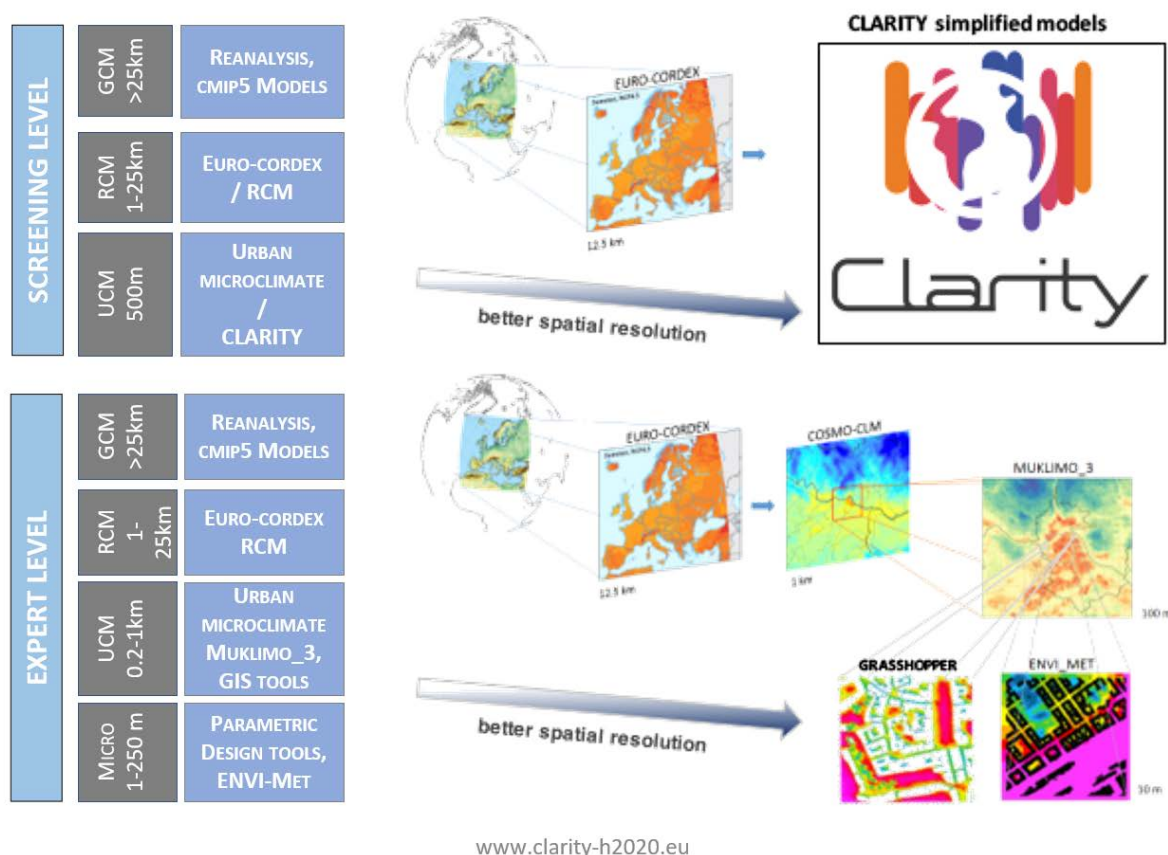 SCREENING LEVEL
GCM
>25km
REANALYSIS,
CMIP5 MODELS
RCM
1-25km
EURO-CORDEX
/ RCM
UCM
500m
URBAN
MICROCLIMATE
/
CLARITY
EURO-CORDEX
12.5 km
better spatial resolution
CLARITY simplified models
Clarity
EXPERT LEVEL
GCM
>25km
REANALYSIS,
CMIP5 MODELS
RCM 1-
25km
EURO-CORDEX
RCM
UCM
0.2-1km
URBAN
MICROCLIMATE
MUKLIMO_3,
GIS TOOLS
MICRO
1-250 m
PARAMETRIC
DESIGN TOOLS,
ENVI-MET
EURO-CORDEX
12.5 km
COSMO-CLM
1 km
MUKLIMO_3
100 m
GRASSHOPPER
ENVI_MET
10 m
better spatial resolution
www.clarity-h2020.eu